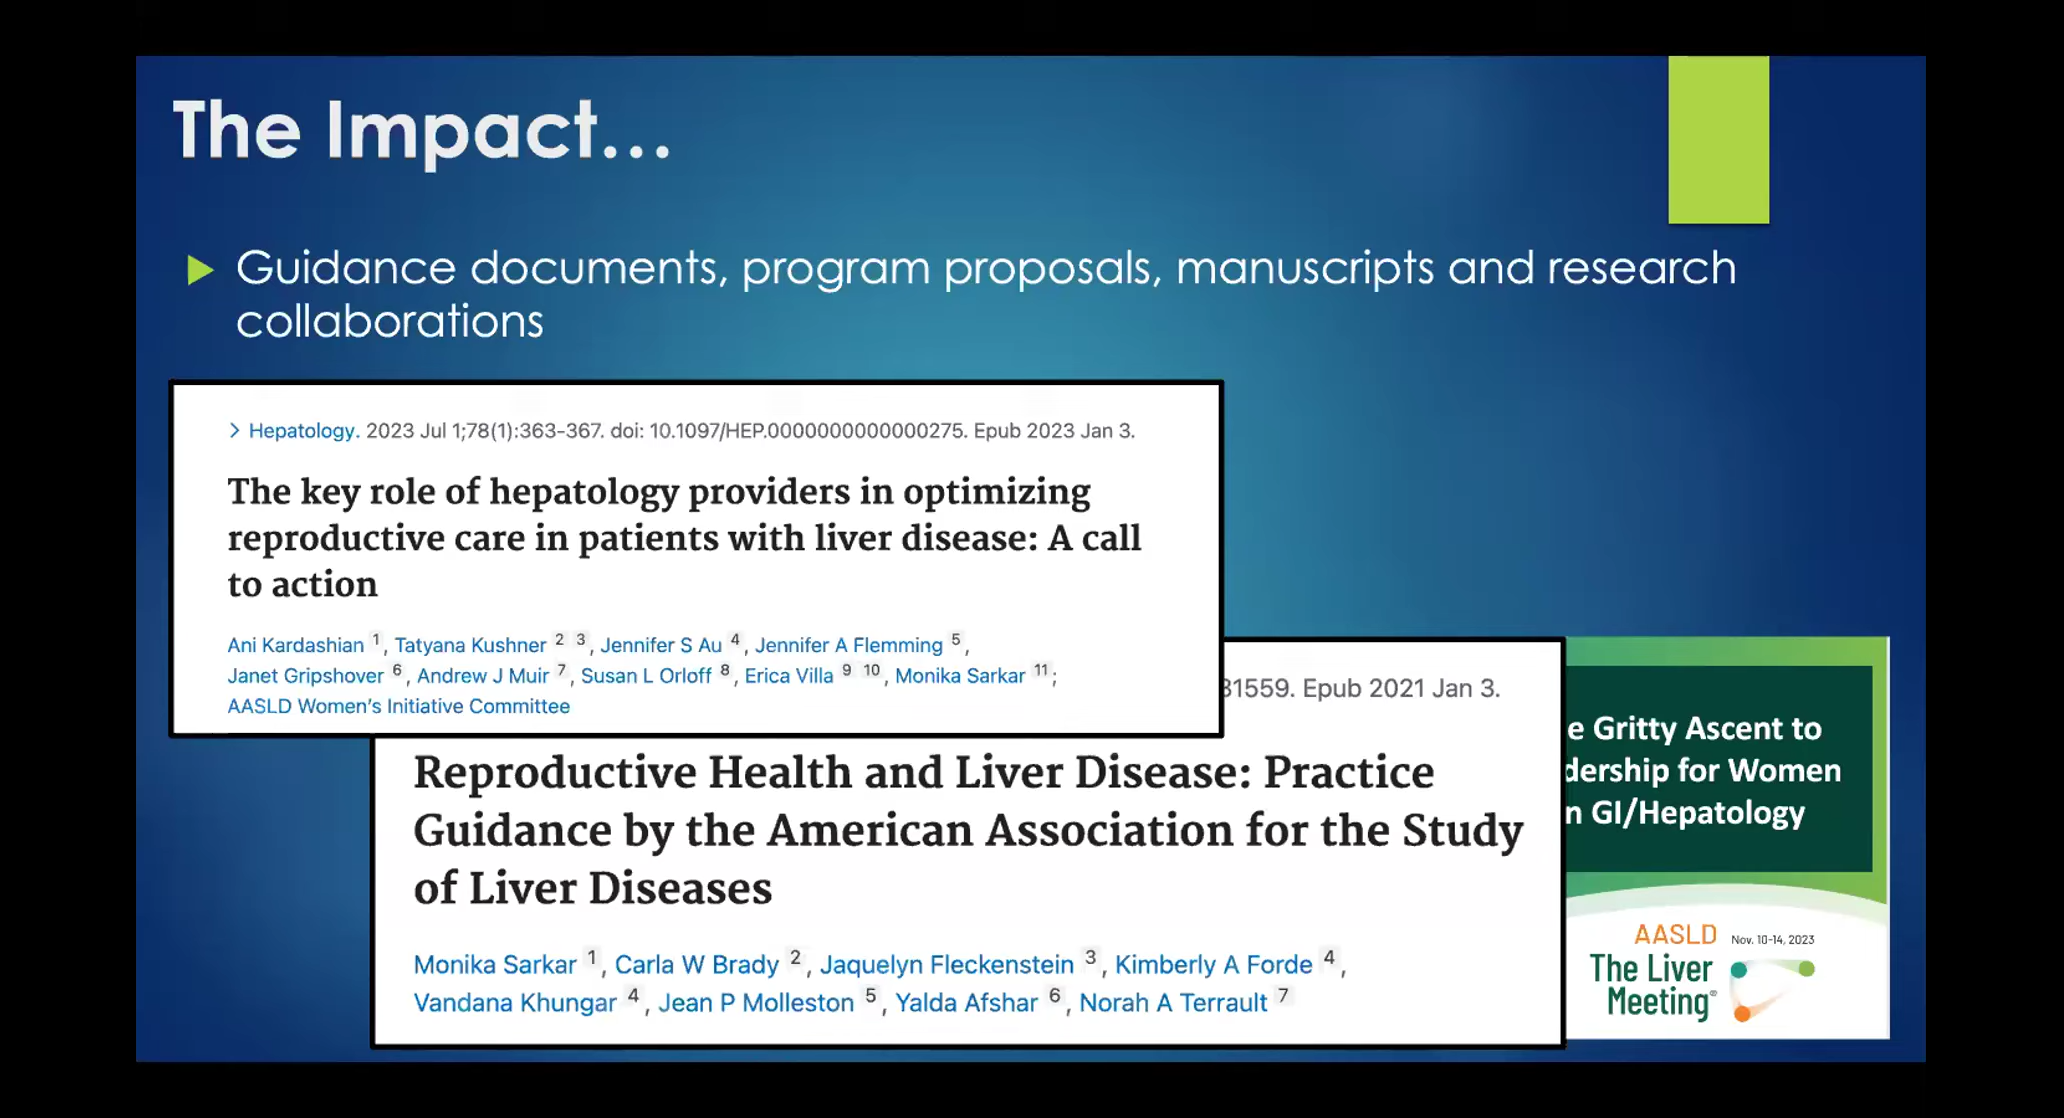 The Impact...
Guidance documents, program proposals, manuscripts and research
collaborations
> Hepatology. 2023 Jul 1;78(1):363-367. doi: 10.1097/HEP.0000000000000275. Epub 2023 Jan 3.
The key role of hepatology providers in optimizing
reproductive care in patients with liver disease: A call
to action
Ani Kardashian 1, Tatyana Kushner 2 3, Jennifer S Au 4, Jennifer A Flemming 5,
Janet Gripshover 6, Andrew J Muir 7, Susan L Orloff 8, Erica Villa 9 10, Monika Sarkar 11;
AASLD Women's Initiative Committee
31559. Epub 2021 Jan 3.
Reproductive Health and Liver Disease: Practice
Guidance by the American Association for the Study
of Liver Diseases
Monika Sarkar 1, Carla W Brady 2, Jaquelyn Fleckenstein 3, Kimberly A Forde 4,
Vandana Khungar 4, Jean P Molleston 5, Yalda Afshar 6, Norah A Terrault 7
e Gritty Ascent to
dership for Women
n GI/Hepatology
AASLD Nov. 10-14, 2023
The Liver
Meeting®